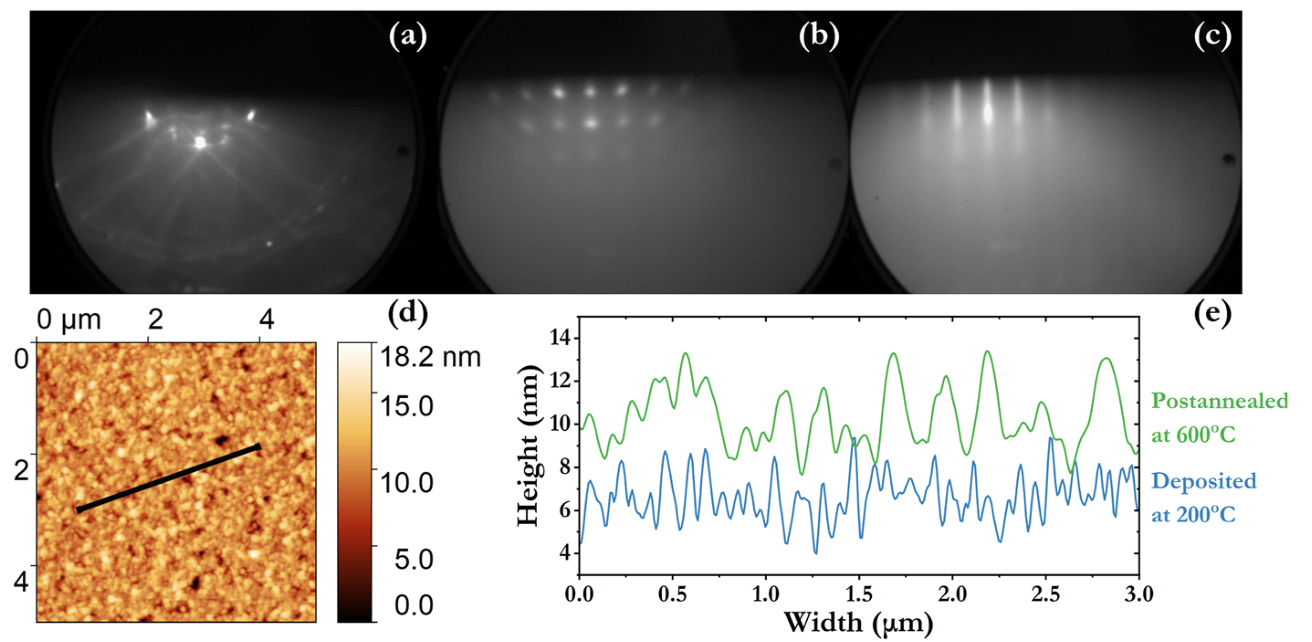 (a)
(b)
(c)
0 μm
2
4
(d)
0
2
4
18.2 nm
15.0
10.0
5.0
0.0
(e)
Height (nm)
14
12
10
8
6
4
0.0
0.5
1.0
1.5
2.0
2.5
3.0
Width (μm)
Postannealed
at 600°C
Deposited
at 200°C